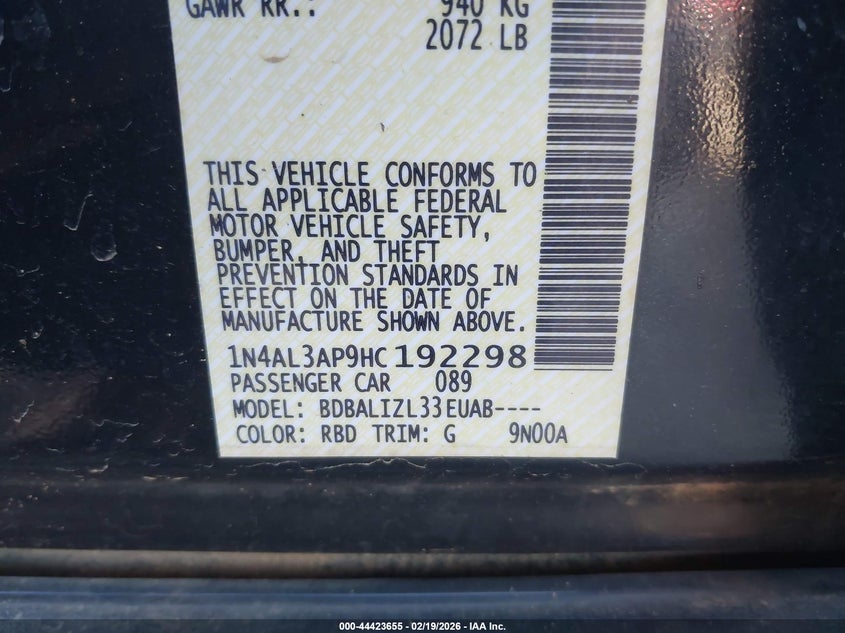 GAWR RR.: 940 KG
2072 LB
THIS VEHICLE CONFORMS TO
ALL APPLICABLE FEDERAL
MOTOR VEHICLE SAFETY,
BUMPER, AND THEFT
PREVENTION STANDARDS IN
EFFECT ON THE DATE OF
MANUFACTURE SHOWN ABOVE.
1N4AL3AP9HC192298
PASSENGER CAR 089
MODEL: BDBALIZL33EUAB----
COLOR: RBD TRIM: G 9N00A
000-44423655 - 02/19/2026 - IAA Inc.